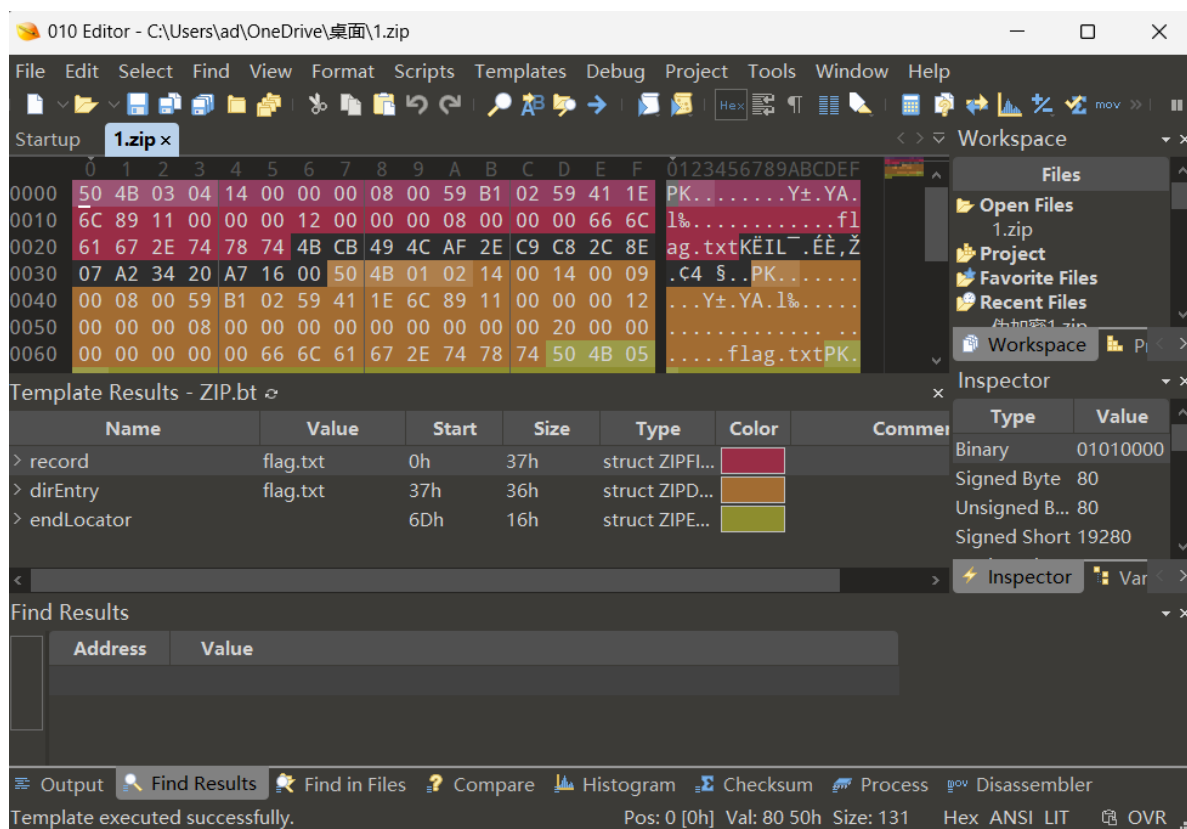 010 Editor - C:\Users\ad\OneDrive\桌面\1.zip
File Edit Select Find View Format Scripts Templates Debug Project Tools Window Help
Hex mov »
Startup 1.zip × Workspace
0 1 2 3 4 5 6 7 8 9 A B C D E F 0123456789ABCDEF
0000 50 4B 03 04 14 00 00 00 08 00 59 B1 02 59 41 1E PK........Y±.YA.
0010 6C 89 11 00 00 00 12 00 00 00 08 00 00 00 66 6C l‰............fl
0020 61 67 2E 74 78 74 4B CB 49 4C AF 2E C9 C8 2C 8E ag.txtKËIL¯.ÉÈ,Ž
0030 07 A2 34 20 A7 16 00 50 4B 01 02 14 00 14 00 09 .¢4 §..PK......
0040 00 08 00 59 B1 02 59 41 1E 6C 89 11 00 00 00 12 ...Y±.YA.l‰.....
0050 00 00 00 08 00 00 00 00 00 00 00 00 00 20 00 00 ............. ..
0060 00 00 00 00 00 66 6C 61 67 2E 74 78 74 50 4B 05 .....flag.txtPK.
Files
Open Files
1.zip
Project
Favorite Files
Recent Files
伪加密1.zip
Workspace
Template Results - ZIP.bt
Name Value Start Size Type Color Commer
record flag.txt 0h 37h struct ZIPFI...
dirEntry flag.txt 37h 36h struct ZIPD...
endLocator 6Dh 16h struct ZIPE...
Inspector
Type Value
Binary 01010000
Signed Byte 80
Unsigned B... 80
Signed Short 19280
Inspector Var
Find Results
Address Value
Output Find Results Find in Files Compare Histogram Checksum Process Disassembler
Template executed successfully. Pos: 0 [0h] Val: 80 50h Size: 131 Hex ANSI LIT OVR